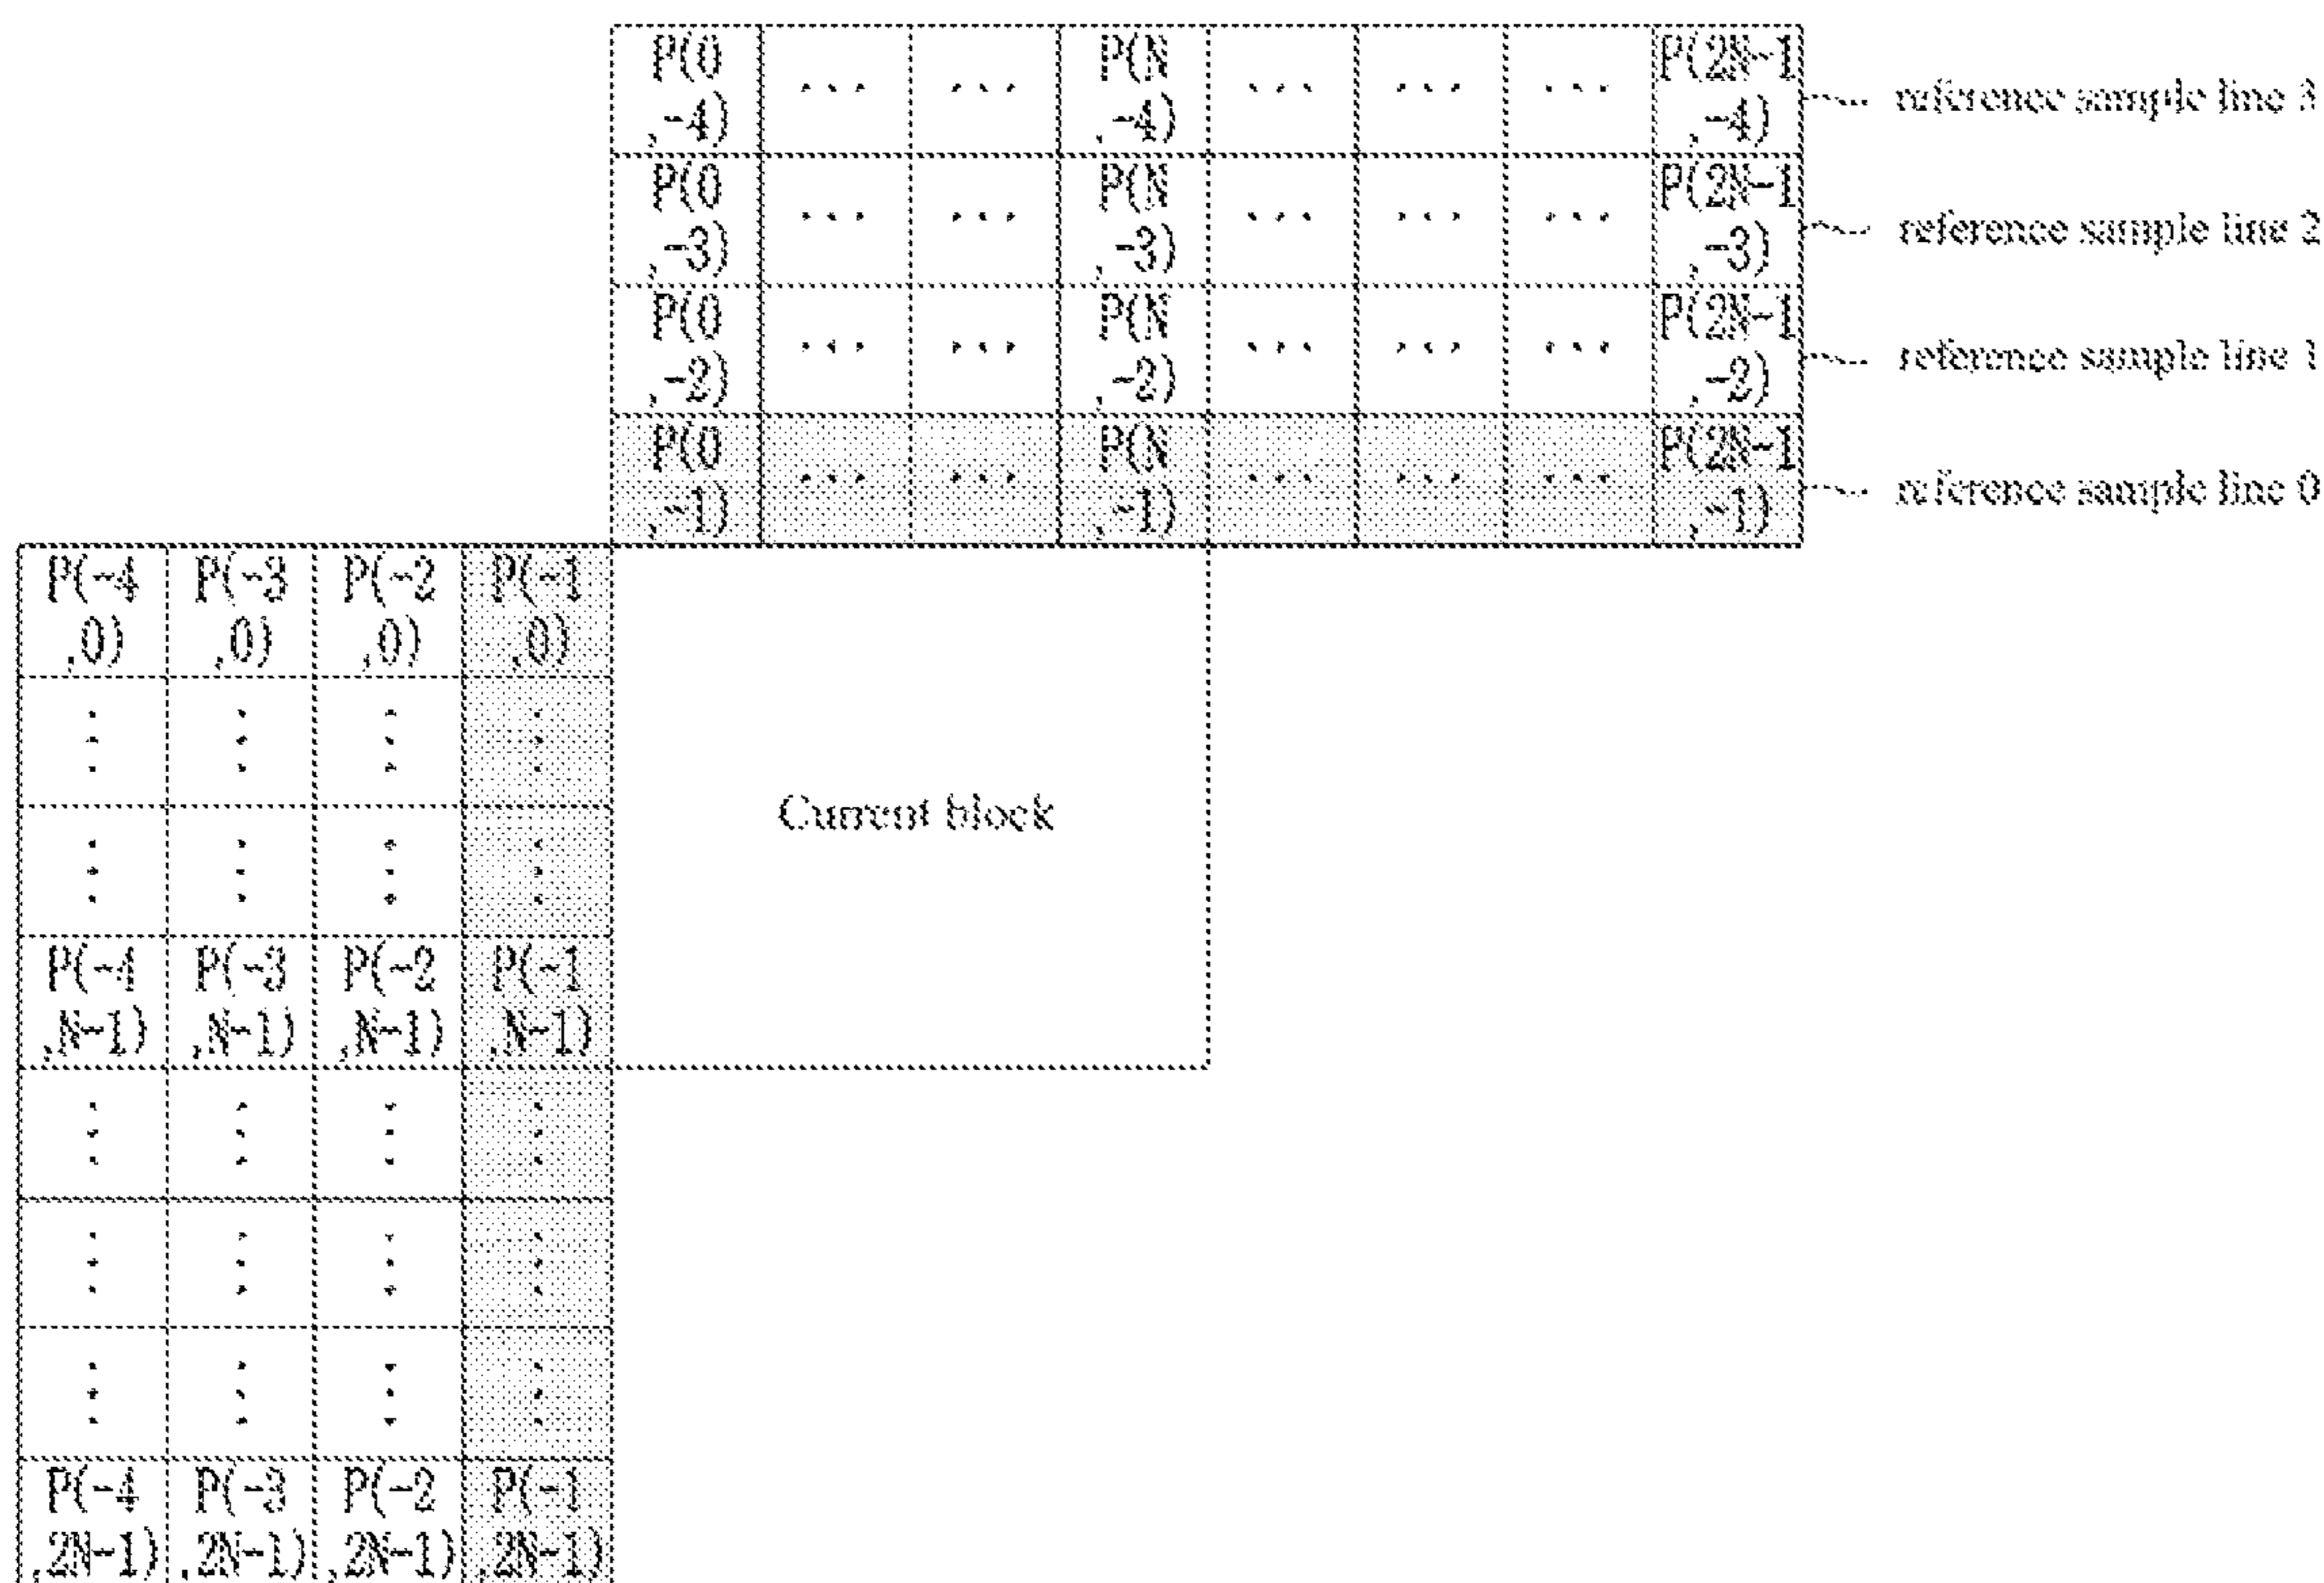 P(0 ,-4) ... ... P(N ,-4) ... ... ... P(2N-1 ,-4) reference sample line 3
P(0 ,-3) ... ... P(N ,-3) ... ... ... P(2N-1 ,-3) reference sample line 2
P(0 ,-2) ... ... P(N ,-2) ... ... ... P(2N-1 ,-2) reference sample line 1
P(0 ,-1) ... ... P(N ,-1) ... ... ... P(2N-1 ,-1) reference sample line 0
P(-4 ,0) P(-3 ,0) P(-2 ,0) P(-1 ,0)
⋮ ⋮ ⋮ ⋮
⋮ ⋮ ⋮ ⋮
Current block
P(-4 ,N-1) P(-3 ,N-1) P(-2 ,N-1) P(-1 ,N-1)
⋮ ⋮ ⋮ ⋮
⋮ ⋮ ⋮ ⋮
⋮ ⋮ ⋮ ⋮
P(-4 ,2N-1) P(-3 ,2N-1) P(-2 ,2N-1) P(-1 ,2N-1)